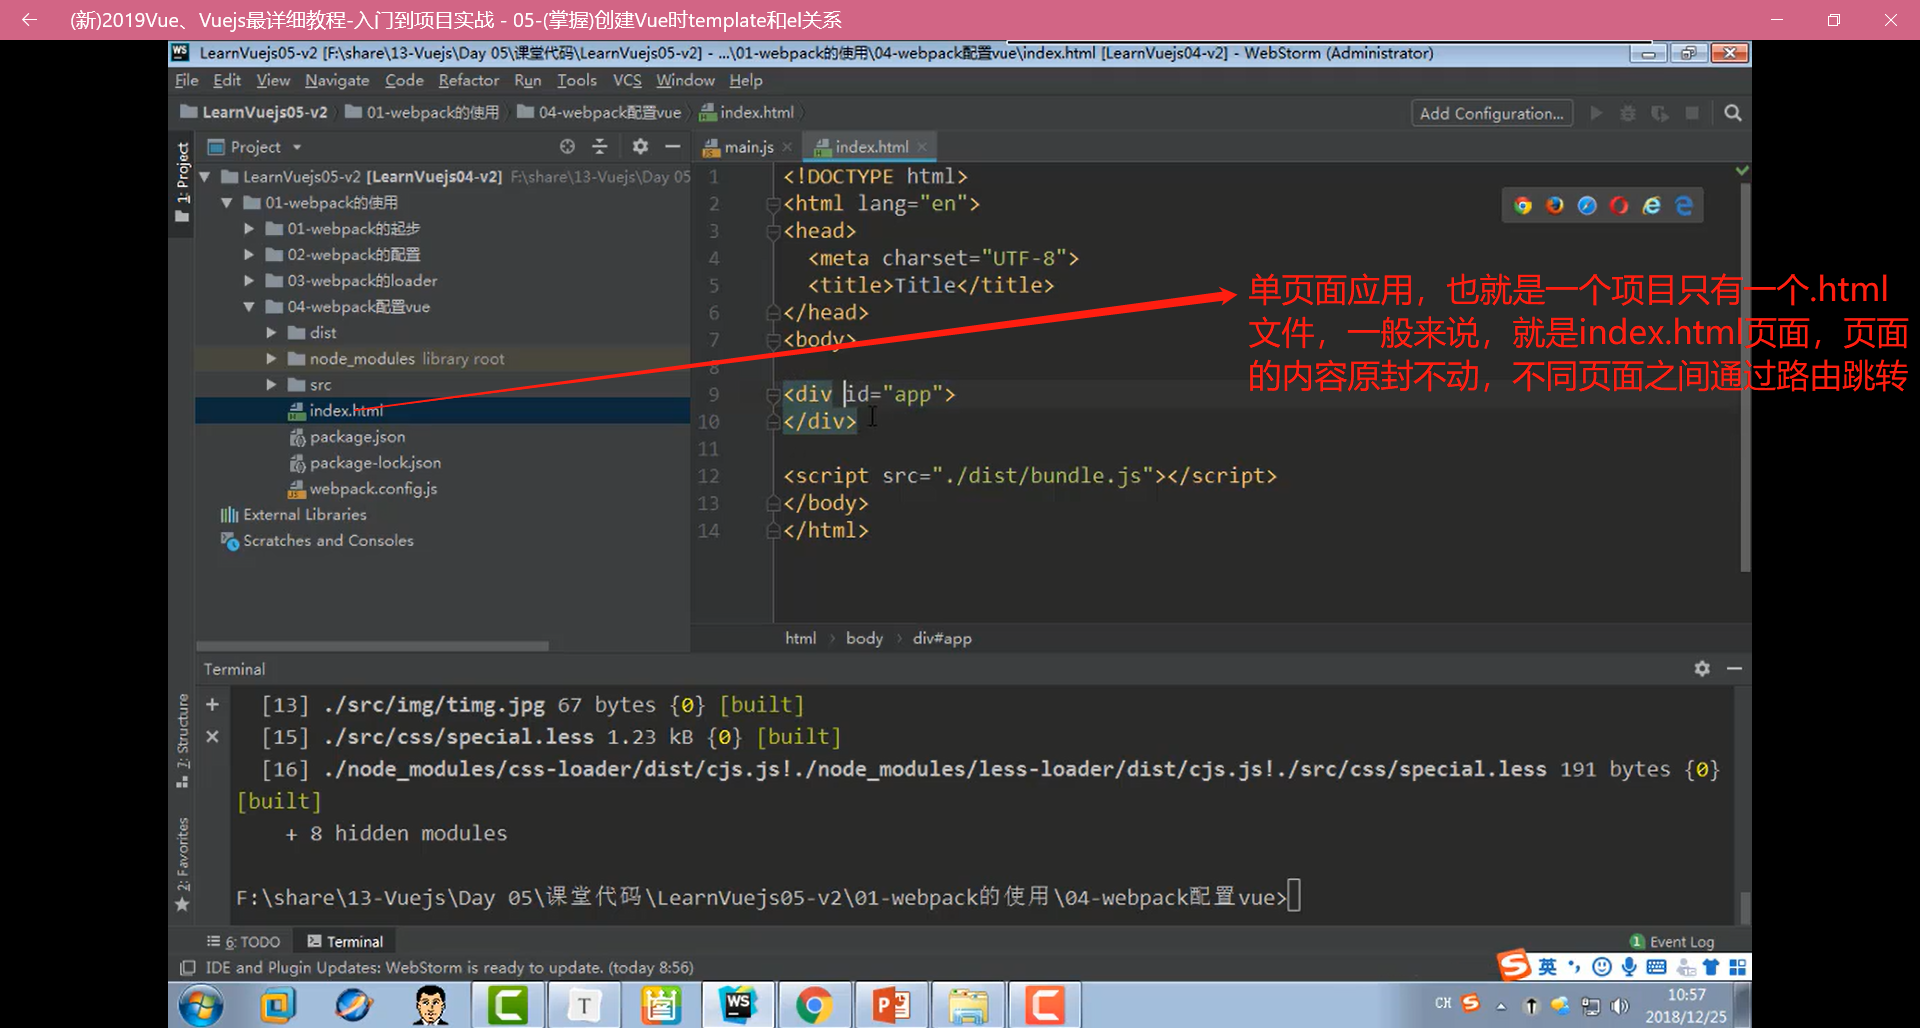 (新)2019Vue、Vuejs最详细教程-入门到项目实战 - 05-(掌握)创建Vue时template和el关系
LearnVuejs05-v2 [F:\share\13-Vuejs\Day 05\课堂代码\LearnVuejs05-v2] - ...\01-webpack的使用\04-webpack配置vue\index.html [LearnVuejs04-v2] - WebStorm (Administrator)
File Edit View Navigate Code Refactor Run Tools VCS Window Help
LearnVuejs05-v2 01-webpack的使用 04-webpack配置vue index.html
Add Configuration...
1: Project
Project
LearnVuejs05-v2 [LearnVuejs04-v2] F:\share\13-Vuejs\Day 05
01-webpack的使用
01-webpack的起步
02-webpack的配置
03-webpack的loader
04-webpack配置vue
dist
node_modules library root
src
index.html
package.json
package-lock.json
webpack.config.js
External Libraries
Scratches and Consoles
main.js index.html
1 <!DOCTYPE html>
2 <html lang="en">
3 <head>
4 <meta charset="UTF-8">
5 <title>Title</title>
6 </head>
7 <body>
8
9 <div id="app">
10 </div>
11
12 <script src="./dist/bundle.js"></script>
13 </body>
14 </html>
单页面应用，也就是一个项目只有一个.html
文件，一般来说，就是index.html页面，页面
的内容原封不动，不同页面之间通过路由跳转
html body div#app
Terminal
7: Structure
2: Favorites
[13] ./src/img/timg.jpg 67 bytes {0} [built]
[15] ./src/css/special.less 1.23 kB {0} [built]
[16] ./node_modules/css-loader/dist/cjs.js!./node_modules/less-loader/dist/cjs.js!./src/css/special.less 191 bytes {0}
[built]
+ 8 hidden modules
F:\share\13-Vuejs\Day 05\课堂代码\LearnVuejs05-v2\01-webpack的使用\04-webpack配置vue>
6: TODO Terminal
1 Event Log
IDE and Plugin Updates: WebStorm is ready to update. (today 8:56)
英
CH
10:57
2018/12/25